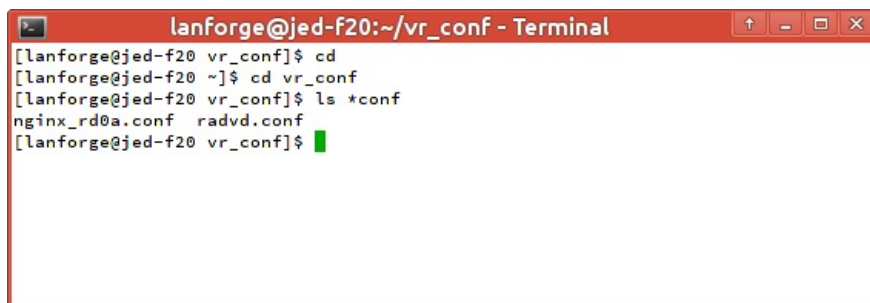 lanforge@jed-f20:~/vr_conf - Terminal
[lanforge@jed-f20 vr_conf]$ cd
[lanforge@jed-f20 ~]$ cd vr_conf
[lanforge@jed-f20 vr_conf]$ ls *conf
nginx_rd0a.conf  radvd.conf
[lanforge@jed-f20 vr_conf]$